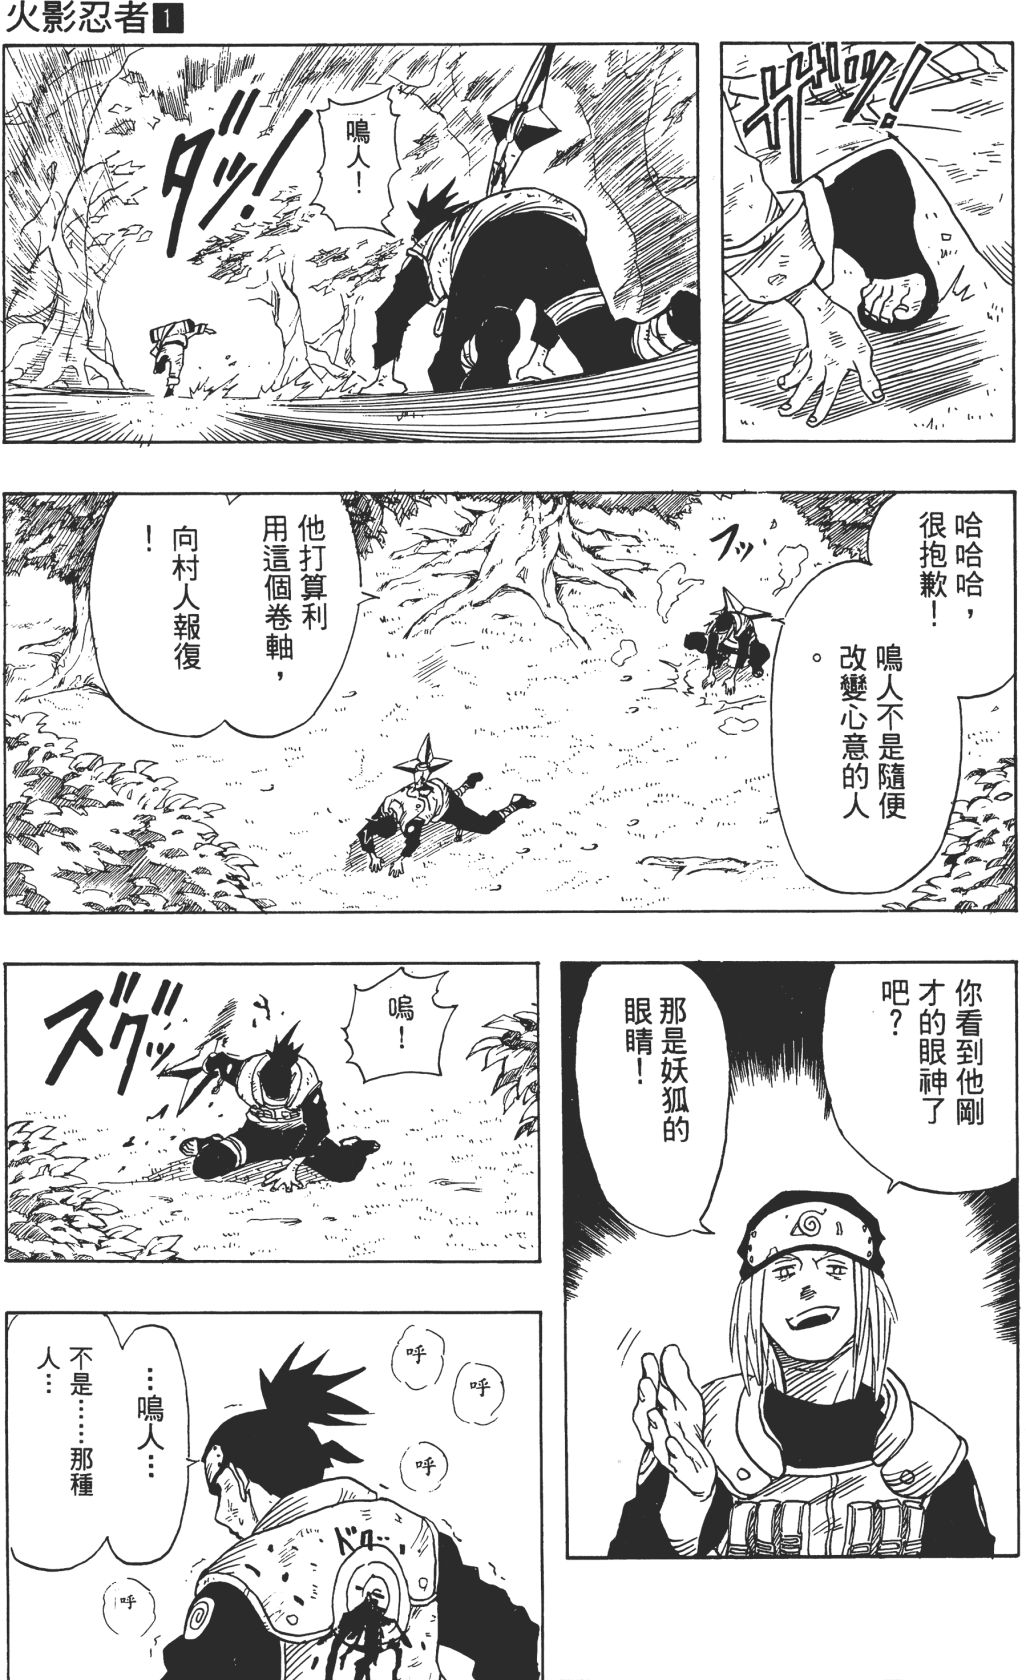 火影忍者1
ザザッ！
鳴人！
ダッ！
哈哈哈，
很抱歉！
鳴人不是隨便
改變心意的人
。
フッ
他打算利
用這個卷軸，
向村人報復
！
你看到他剛
才的眼神了
吧？
那是妖狐的
眼睛！
嗚！
ズグッ
呼
呼
呼
…鳴人…
不是……那種
人…
ドク…
呼